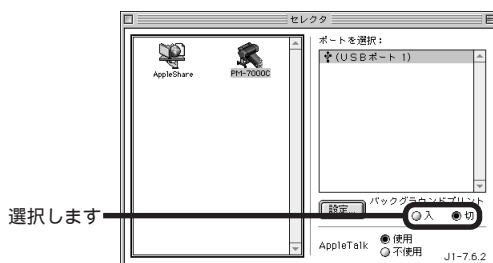 セレクタ
AppleShare
PM-7000C
ポートを選択：
(USBポート 1)
設定...
バックグラウンドプリント
入 切
選択します
AppleTalk
使用
不使用
J1-7.6.2